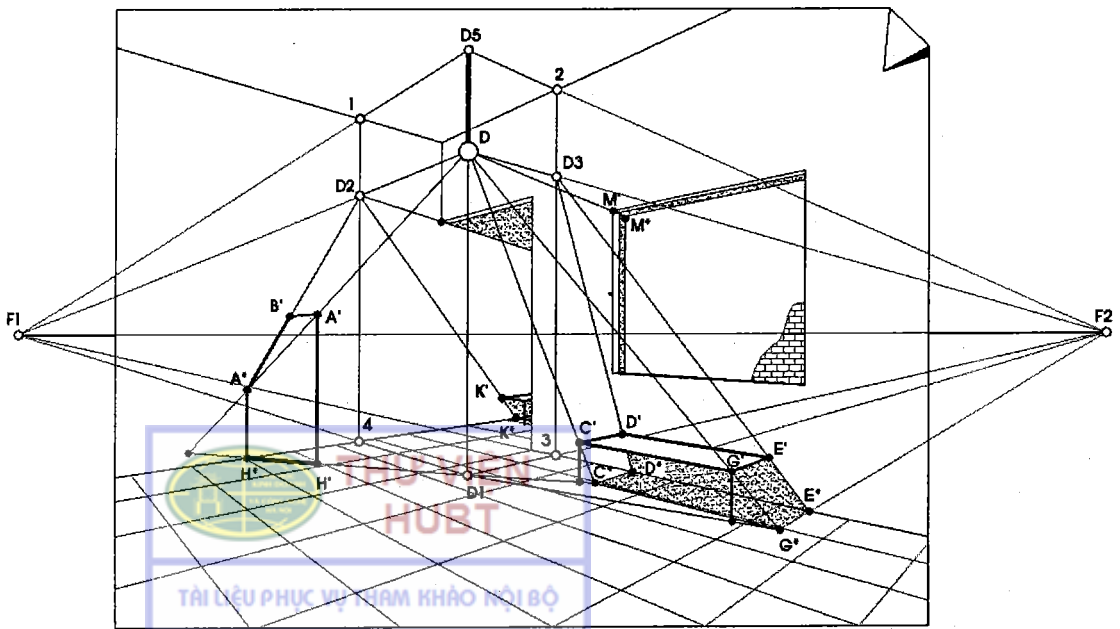 D5
2
1
D
D2
D3
M'
M"
B'
A'
F1
F2
A"
K'
K"
C'
D'
4
3
E'
G'
H"
H'
D1
C"
D"
E"
G"
THƯ VIỆN
HUBT
TÀI LIỆU PHỤC VỤ THAM KHẢO NỘI BỘ